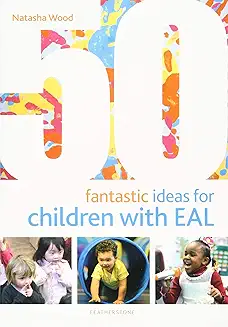 Natasha Wood
50
fantastic ideas for
children with EAL
FEATHERSTONE